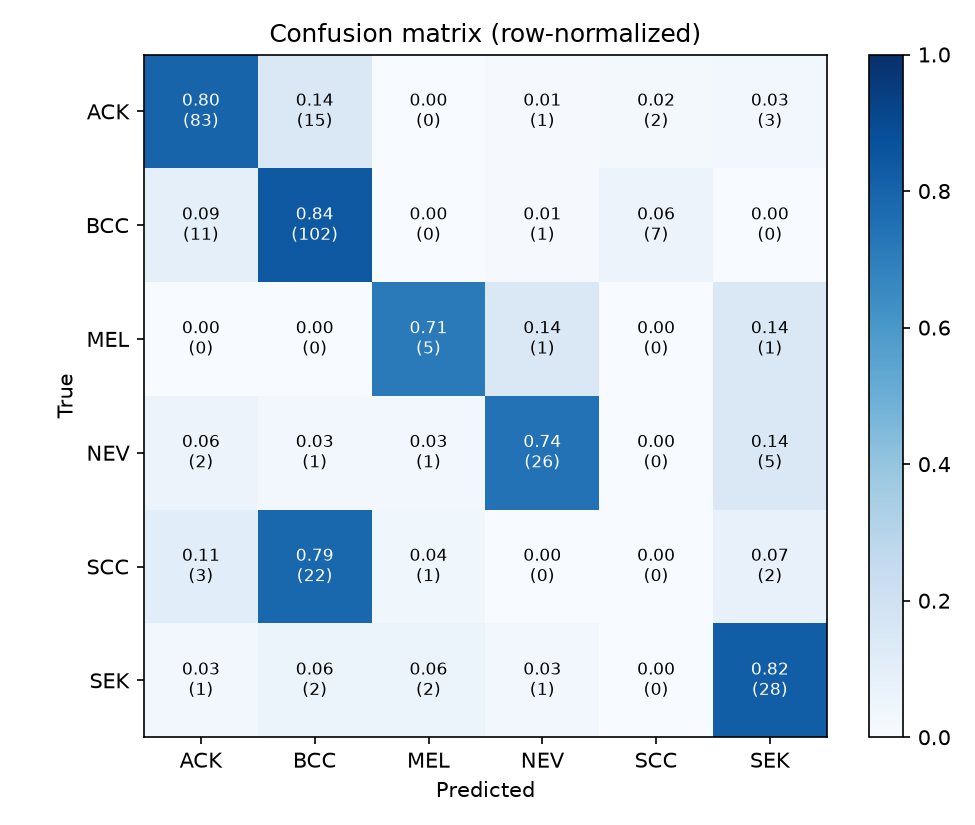 Confusion matrix (row-normalized)
1.0
ACK
0.80 0.14 0.00 0.01 0.02 0.03
(83) (15) (0) (1) (2) (3)
0.8
BCC
0.09 0.84 0.00 0.01 0.06 0.00
(11) (102) (0) (1) (7) (0)
MEL
0.00 0.00 0.71 0.14 0.00 0.14
(0) (0) (5) (1) (0) (1)
0.6
True
NEV
0.06 0.03 0.03 0.74 0.00 0.14
(2) (1) (1) (26) (0) (5)
0.4
SCC
0.11 0.79 0.04 0.00 0.00 0.07
(3) (22) (1) (0) (0) (2)
0.2
SEK
0.03 0.06 0.06 0.03 0.00 0.82
(1) (2) (2) (1) (0) (28)
0.0
ACK BCC MEL NEV SCC SEK
Predicted